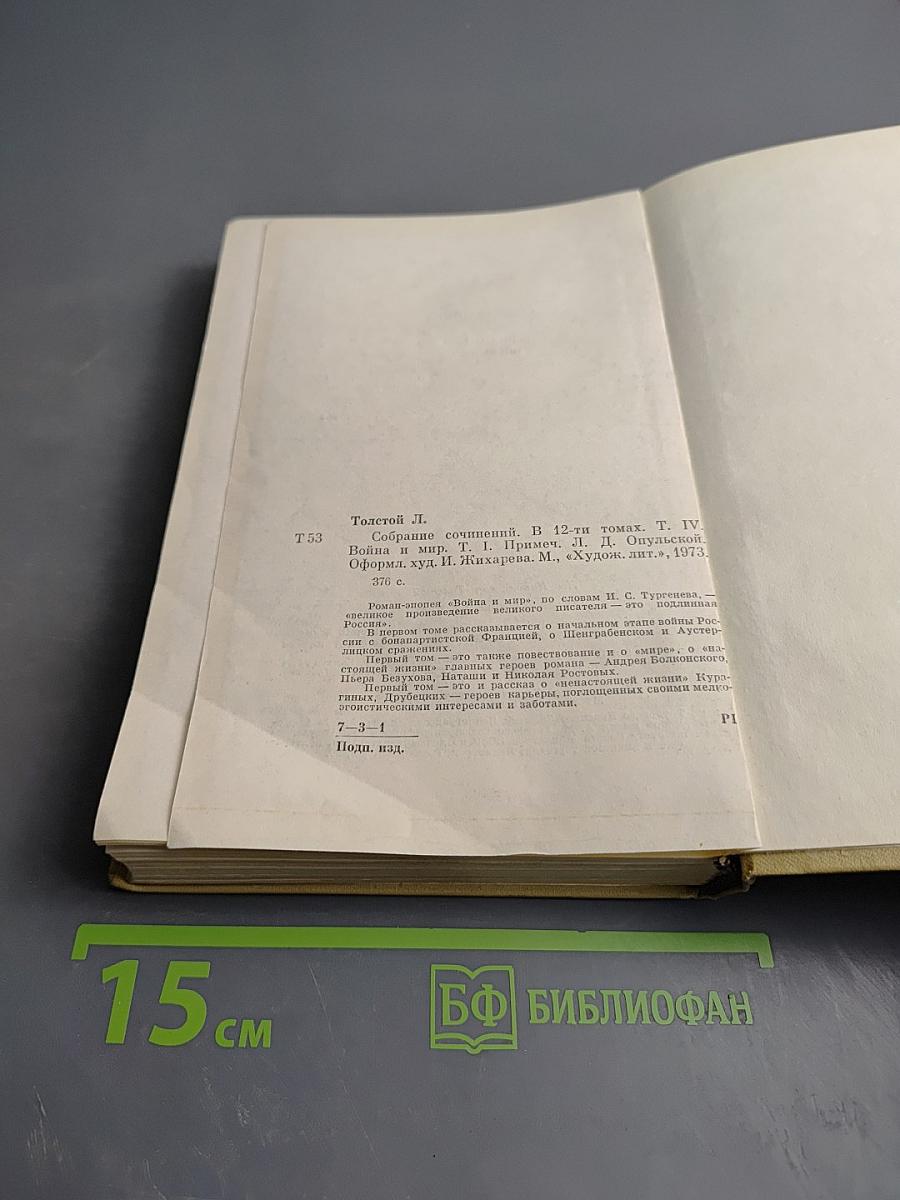 Толстой Л.
Т 53 Собрание сочинений. В 12-ти томах. Т. IV.
Война и мир. Т. I. Примеч. Л. Д. Опульской.
Оформл. худ. И. Жихарева. М., «Худож. лит.», 1973.
376 с.
Роман-эпопея «Война и мир», по словам И. С. Тургенева, —
«великое произведение великого писателя — это подлинная
Россия».
В первом томе рассказывается о начальном этапе войны Рос-
сии с бонапартистской Францией, о Шенграбенском и Аустер-
лицком сражениях.
Первый том — это также повествование и о «мире», о «на-
стоящей жизни» главных героев романа — Андрея Болконского,
Пьера Безухова, Наташи и Николая Ростовых.
Первый том — это и рассказ о «ненастоящей жизни» Кура-
гиных, Друбецких — героев карьеры, поглощенных своими мелко-
эгоистическими интересами и заботами.
7—3—1
Р1
Подп. изд.
15 см
БФ БИБЛИОФАН